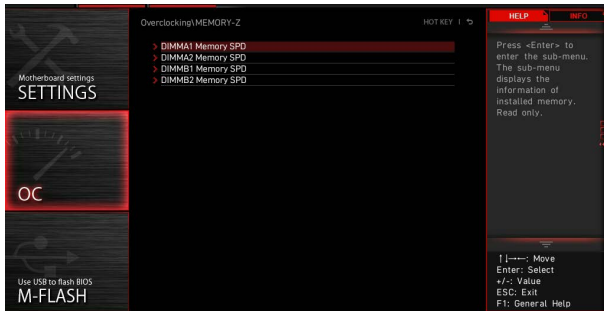 Overclocking\MEMORY-Z
HOT KEY | ⮌
DIMMA1 Memory SPD
DIMMA2 Memory SPD
DIMMB1 Memory SPD
DIMMB2 Memory SPD
Motherboard settings
SETTINGS
OC
Use USB to flash BIOS
M-FLASH
HELP
INFO
Press <Enter> to
enter the sub-menu.
The sub-menu
displays the
information of
installed memory.
Read only.
↑↓→←: Move
Enter: Select
+/-: Value
ESC: Exit
F1: General Help